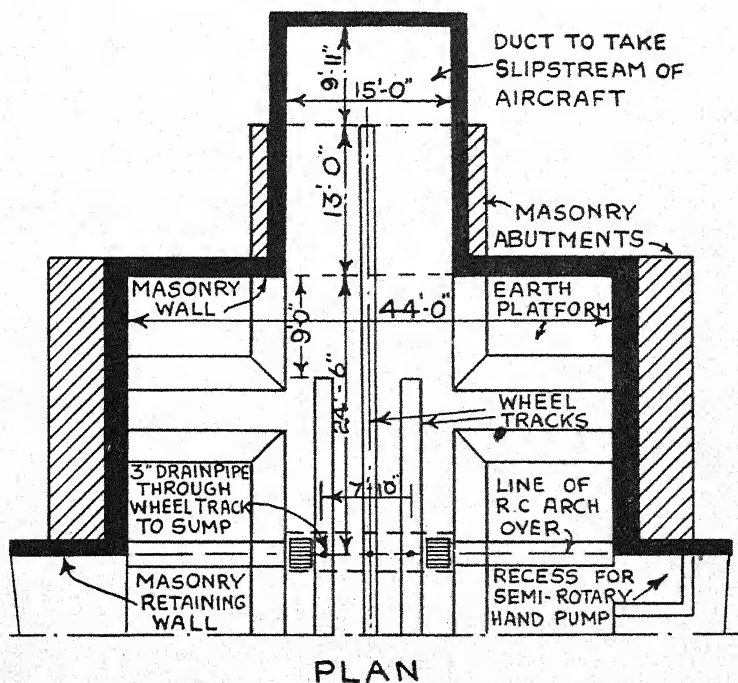 DUCT TO TAKE
SLIPSTREAM OF
AIRCRAFT
9'-11"
15'-0"
13'-0"
MASONRY
ABUTMENTS
MASONRY
WALL
EARTH
PLATFORM
44'-0"
9'-0"
24'-6"
WHEEL
TRACKS
3" DRAINPIPE
THROUGH
WHEEL TRACK
TO SUMP
7'-10"
LINE OF
R.C ARCH
OVER
MASONRY
RETAINING
WALL
RECESS FOR
SEMI-ROTARY
HAND PUMP
PLAN